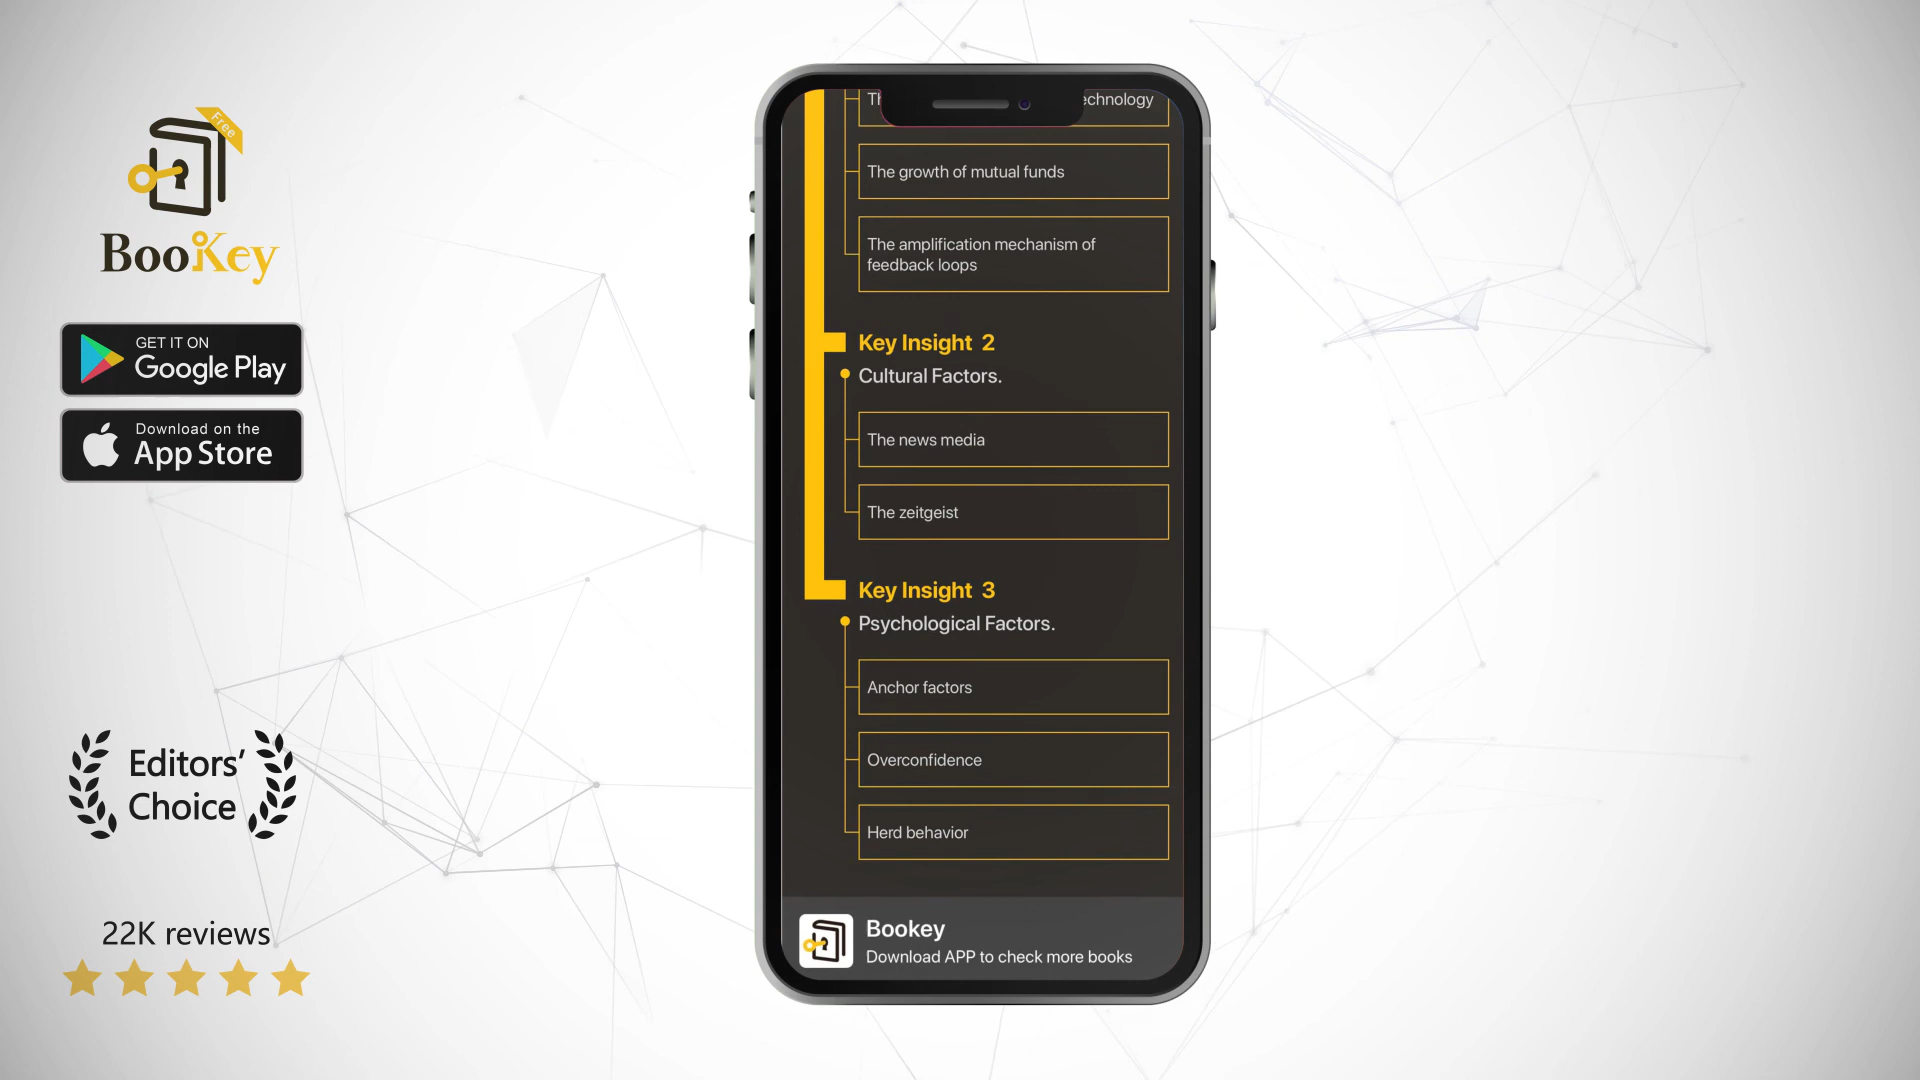 Free
BooKey
GET IT ON
Google Play
Download on the
App Store
Editors'
Choice
22K reviews
echnology
The growth of mutual funds
The amplification mechanism of
feedback loops
Key Insight 2
Cultural Factors.
The news media
The zeitgeist
Key Insight 3
Psychological Factors.
Anchor factors
Overconfidence
Herd behavior
Bookey
Download APP to check more books